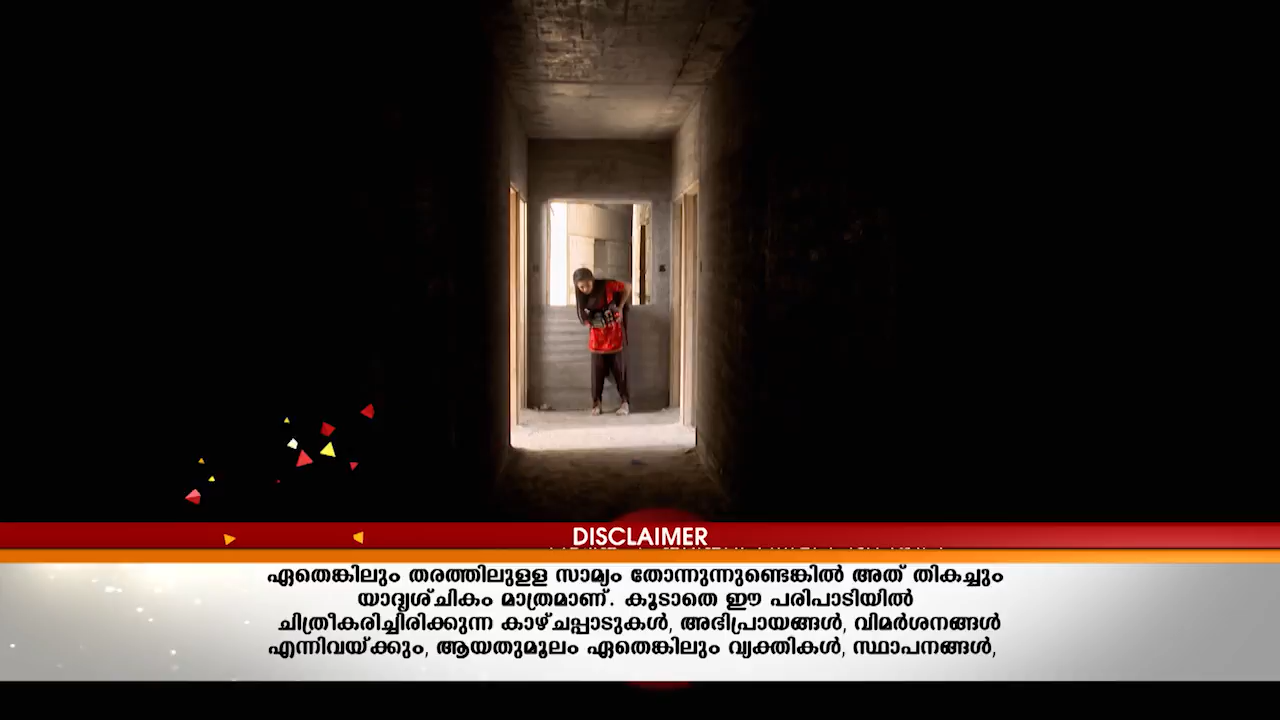 DISCLAIMER
ഏതെങ്കിലും തരത്തിലുളള സാമ്യം തോന്നുന്നുണ്ടെങ്കിൽ അത് തികച്ചും
യാദൃശ്ചികം മാത്രമാണ്. കൂടാതെ ഈ പരിപാടിയിൽ
ചിത്രീകരിച്ചിരിക്കുന്ന കാഴ്ചപ്പാടുകൾ, അഭിപ്രായങ്ങൾ, വിമർശനങ്ങൾ
എന്നിവയ്ക്കും, ആയതുമൂലം ഏതെങ്കിലും വ്യക്തികൾ, സ്ഥാപനങ്ങൾ,